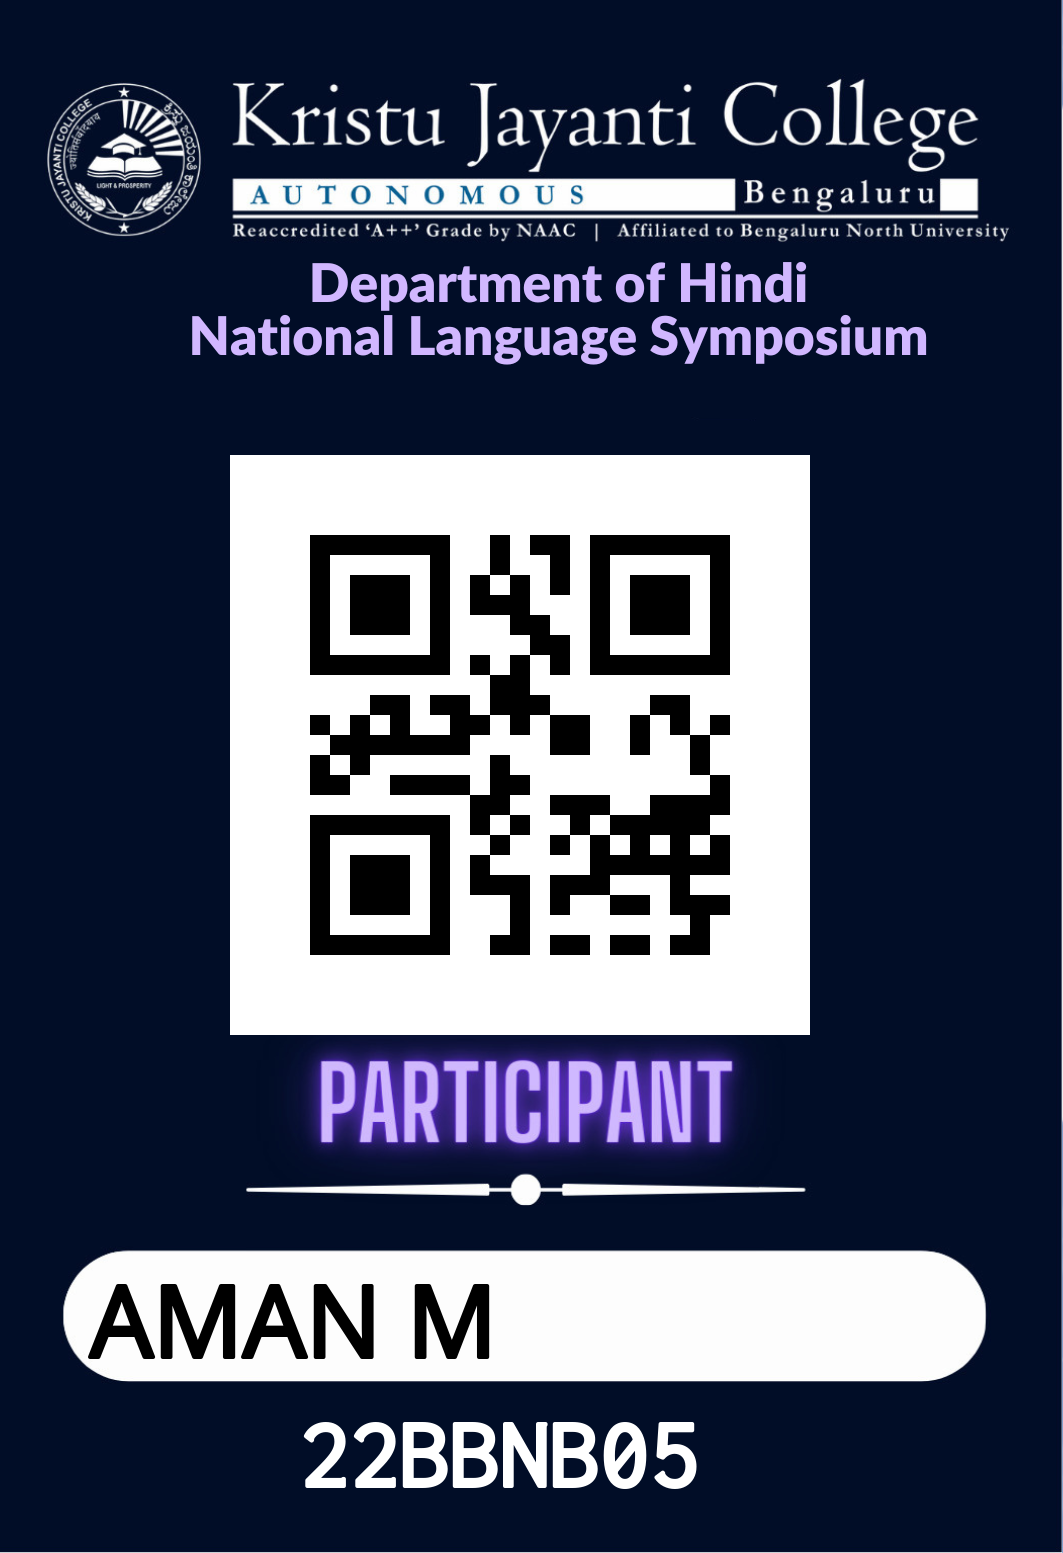 KRISTU JAYANTI COLLEGE
LIGHT & PROSPERITY
Kristu Jayanti College
AUTONOMOUS Bengaluru
Reaccredited ‘A++’ Grade by NAAC | Affiliated to Bengaluru North University
Department of Hindi
National Language Symposium
PARTICIPANT
AMAN M
22BBNB05